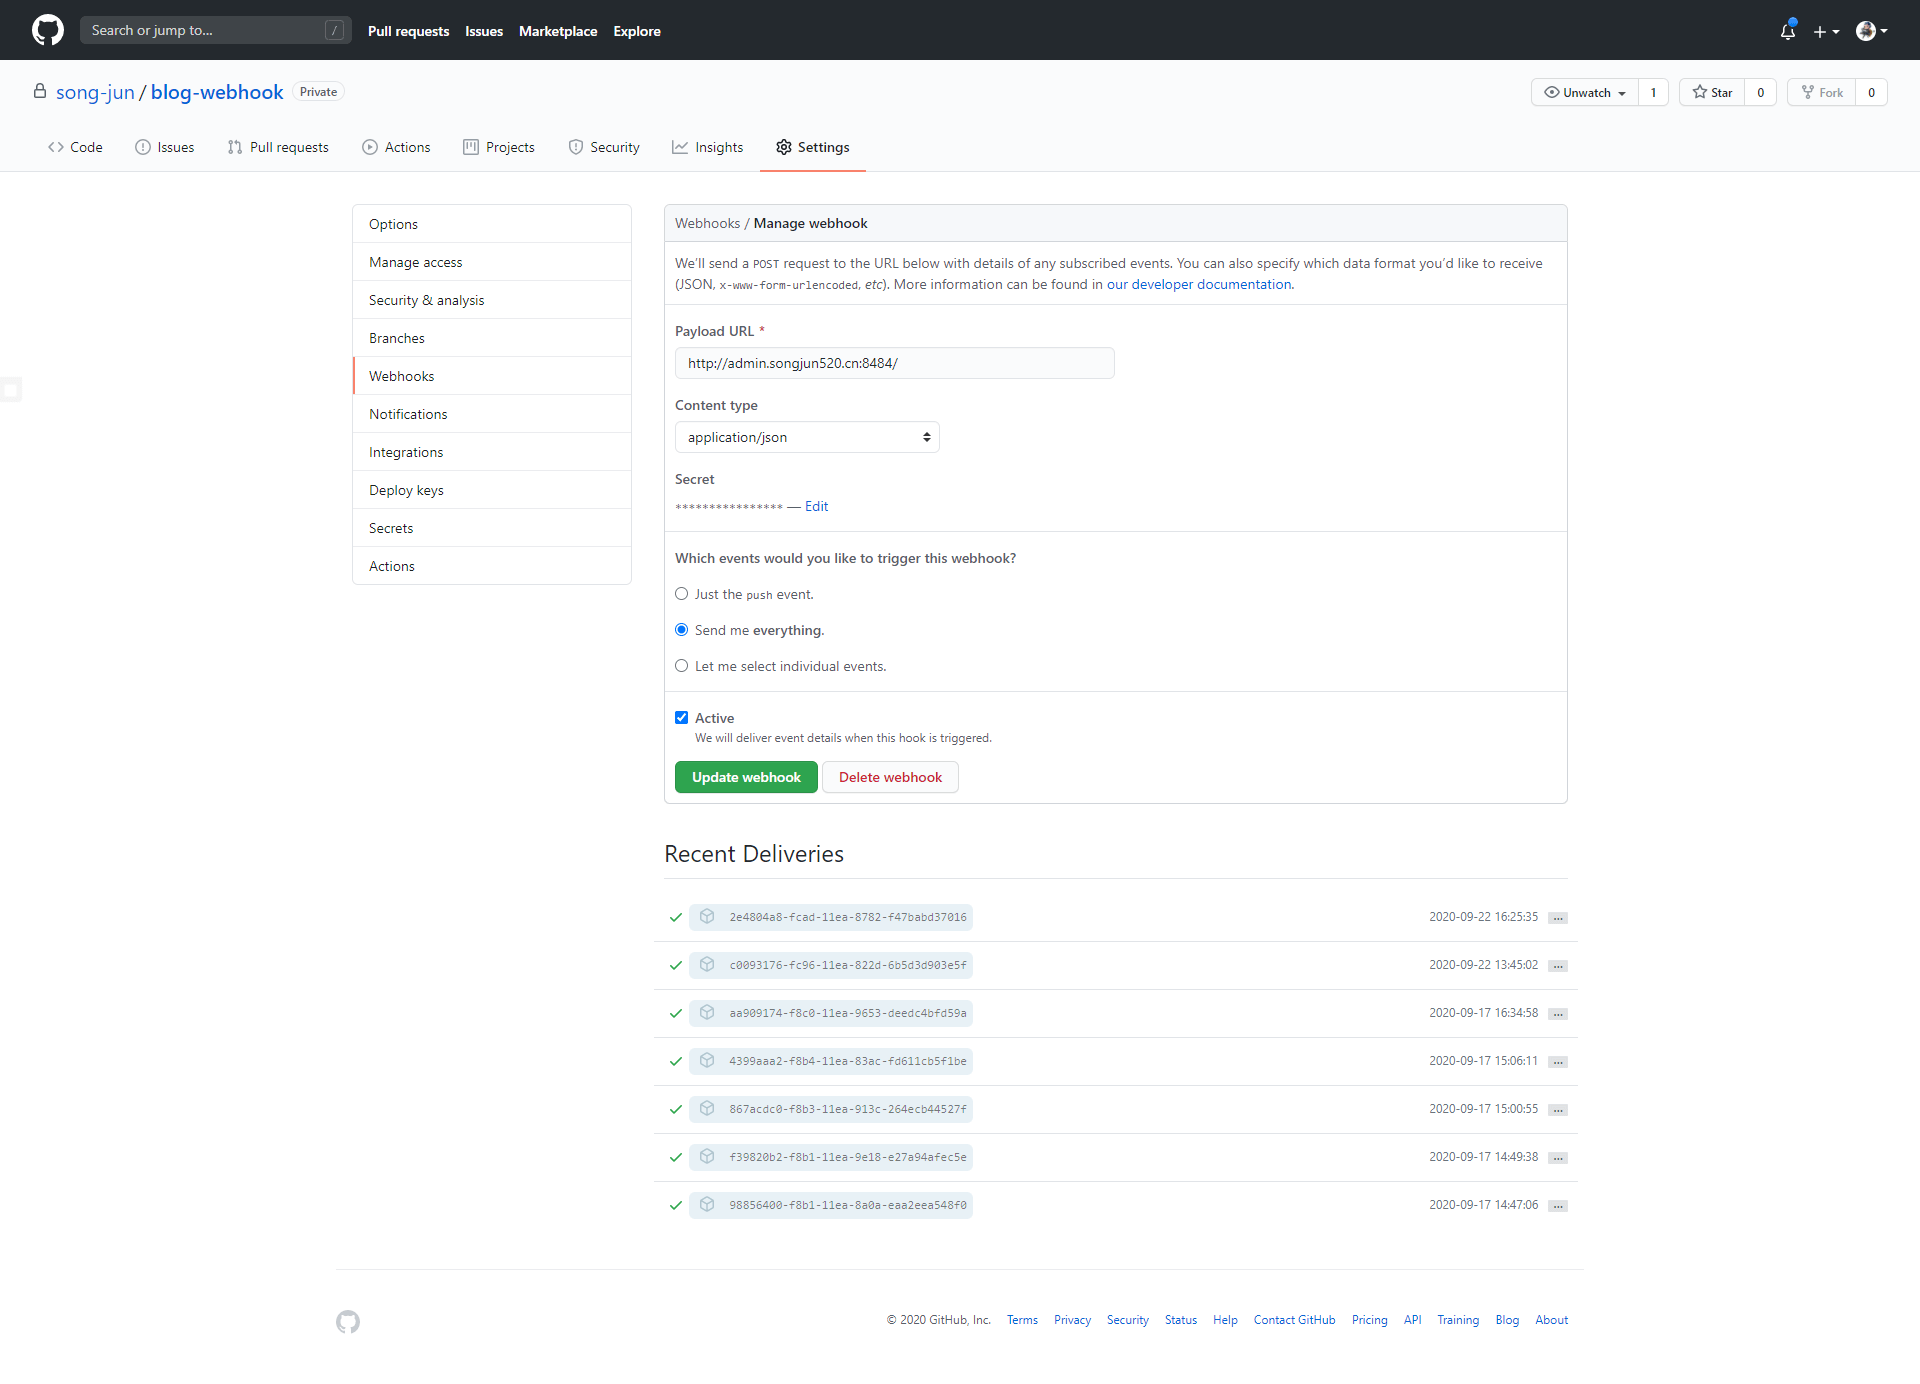 Search or jump to... /
Pull requests Issues Marketplace Explore
song-jun / blog-webhook Private
Unwatch 1 Star 0 Fork 0
Code Issues Pull requests Actions Projects Security Insights Settings
Options
Manage access
Security & analysis
Branches
Webhooks
Notifications
Integrations
Deploy keys
Secrets
Actions
Webhooks / Manage webhook
We'll send a POST request to the URL below with details of any subscribed events. You can also specify which data format you'd like to receive
(JSON, x-www-form-urlencoded, etc). More information can be found in our developer documentation.
Payload URL *
http://admin.songjun520.cn:8484/
Content type
application/json
Secret
**************** — Edit
Which events would you like to trigger this webhook?
Just the push event.
Send me everything.
Let me select individual events.
Active
We will deliver event details when this hook is triggered.
Update webhook Delete webhook
Recent Deliveries
2e4804a8-fcad-11ea-8782-f47babd37016 2020-09-22 16:25:35 ...
c0093176-fc96-11ea-822d-6b5d3d903e5f 2020-09-22 13:45:02 ...
aa909174-f8c0-11ea-9653-deedc4bfd59a 2020-09-17 16:34:58 ...
4399aaa2-f8b4-11ea-83ac-fd611cb5f1be 2020-09-17 15:06:11 ...
867acdc0-f8b3-11ea-913c-264ecb44527f 2020-09-17 15:00:55 ...
f39820b2-f8b1-11ea-9e18-e27a94afec5e 2020-09-17 14:49:38 ...
98856400-f8b1-11ea-8a0a-eaa2eea548f0 2020-09-17 14:47:06 ...
© 2020 GitHub, Inc. Terms Privacy Security Status Help Contact GitHub Pricing API Training Blog About